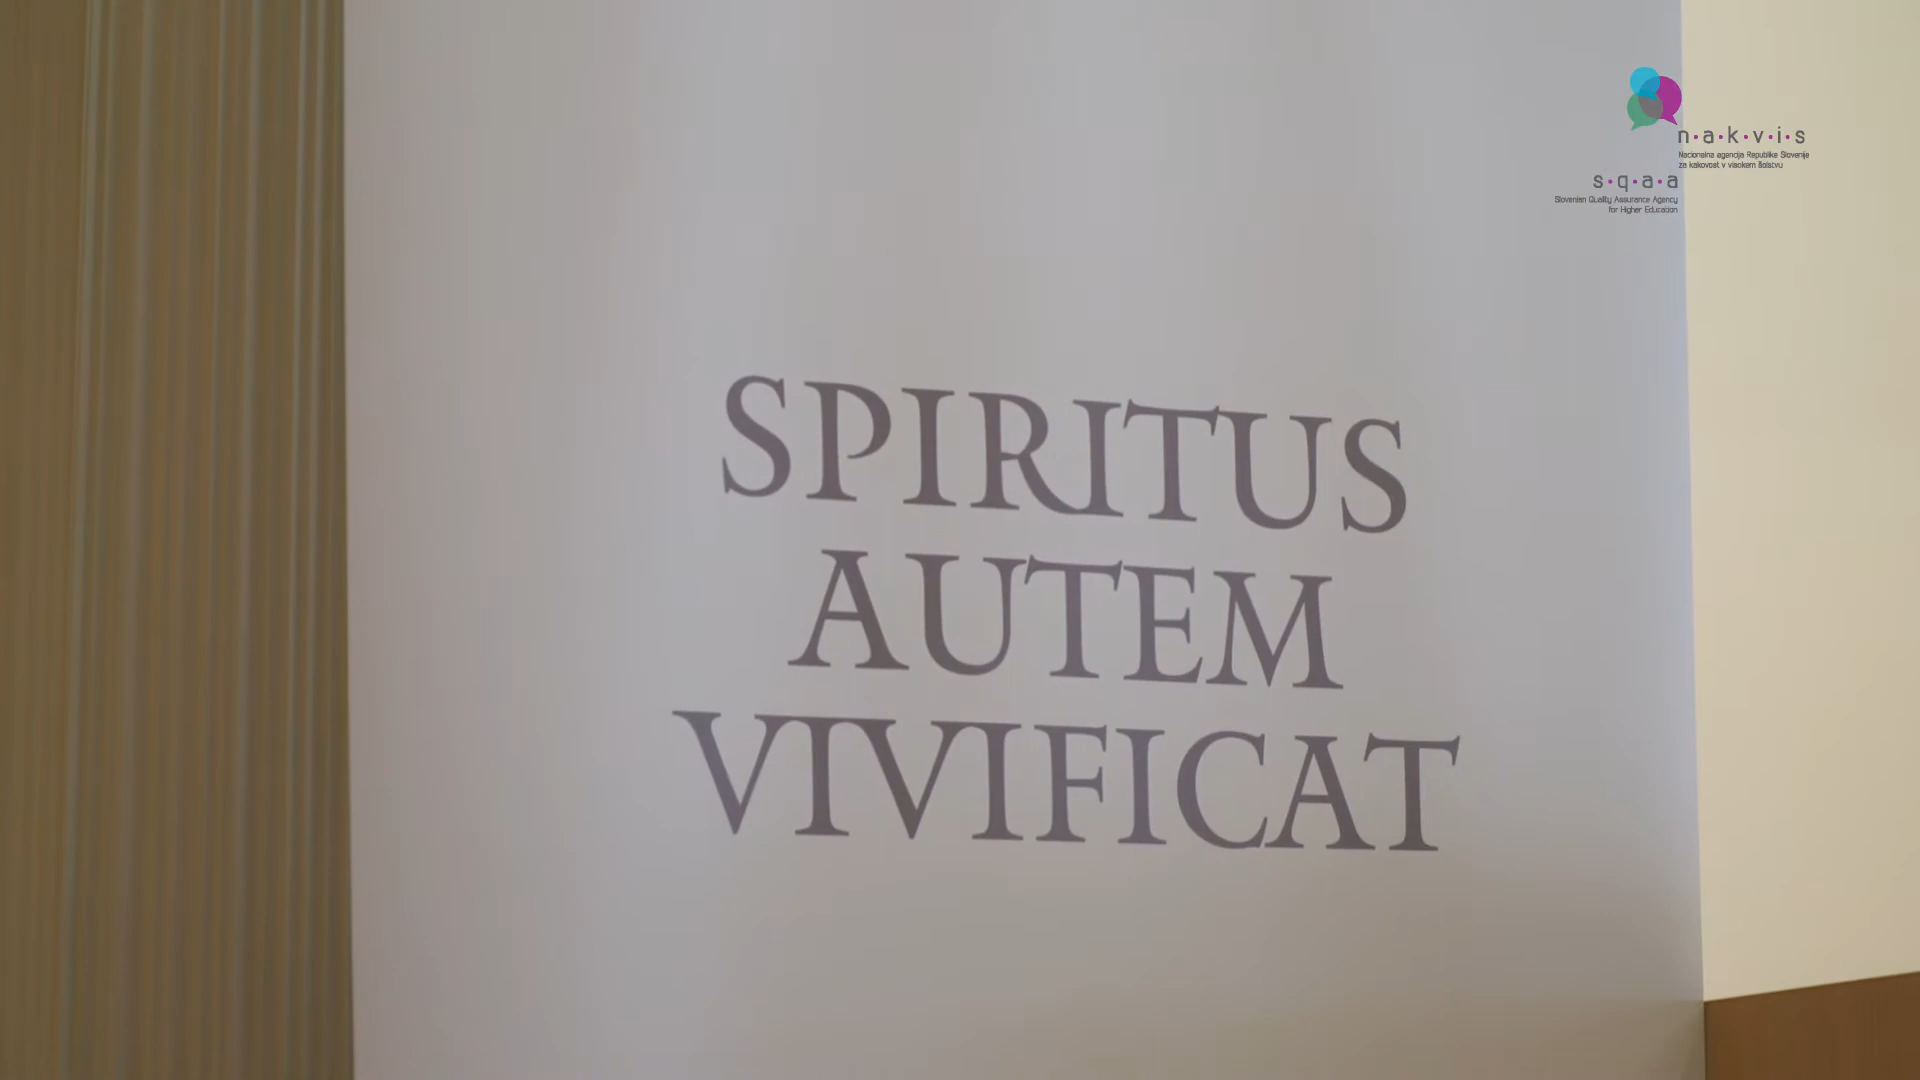 n•a•k•v•i•s
Nacionalna agencija Republike Slovenije
za kakovost v visokem šolstvu
s•q•a•a
Slovenian Quality Assurance Agency
for Higher Education
SPIRITUS
AUTEM
VIVIFICAT